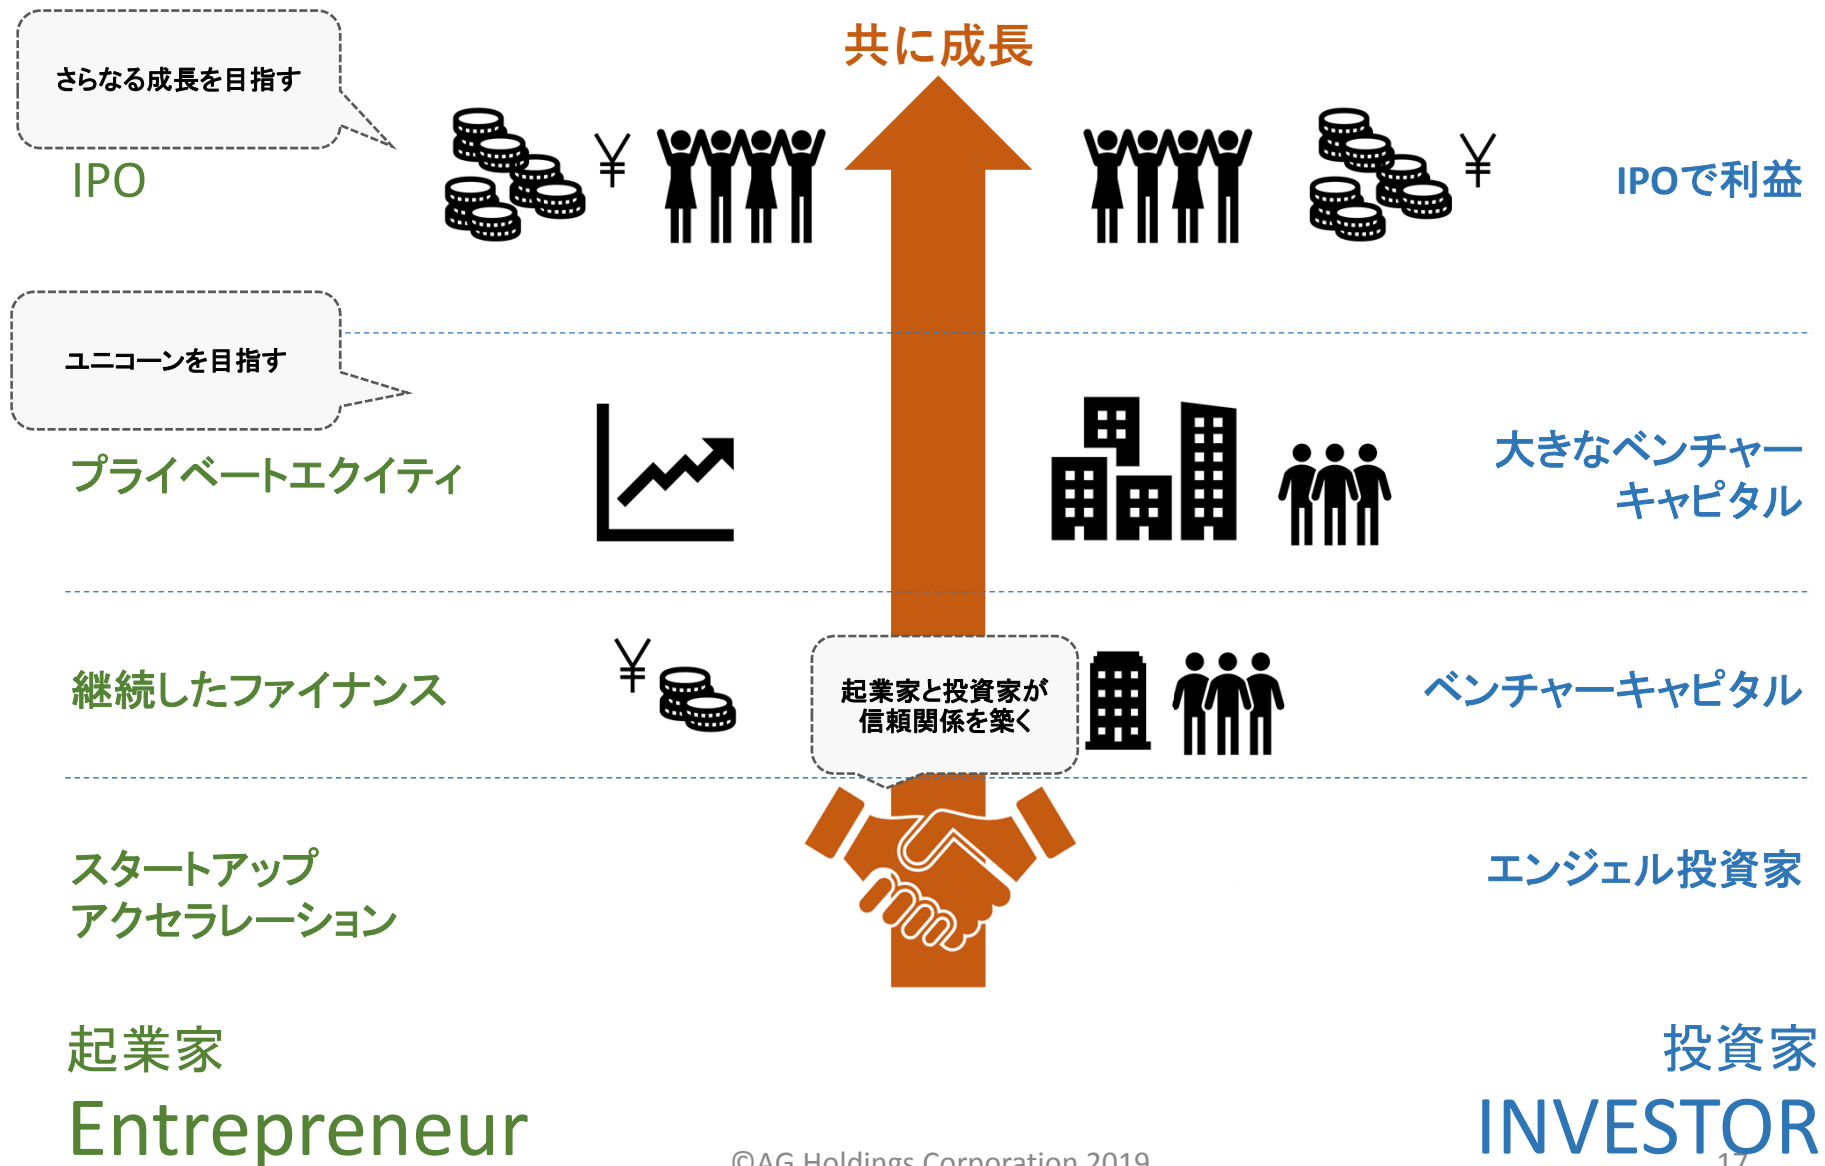 共に成長
さらなる成長を目指す
¥
¥
IPO
IPOで利益
ユニコーンを目指す
プライベートエクイティ
大きなベンチャー
キャピタル
¥
継続したファイナンス
起業家と投資家が
信頼関係を築く
ベンチャーキャピタル
スタートアップ
アクセラレーション
エンジェル投資家
起業家
Entrepreneur
投資家
INVESTOR
©AG Holdings Corporation 2019
17